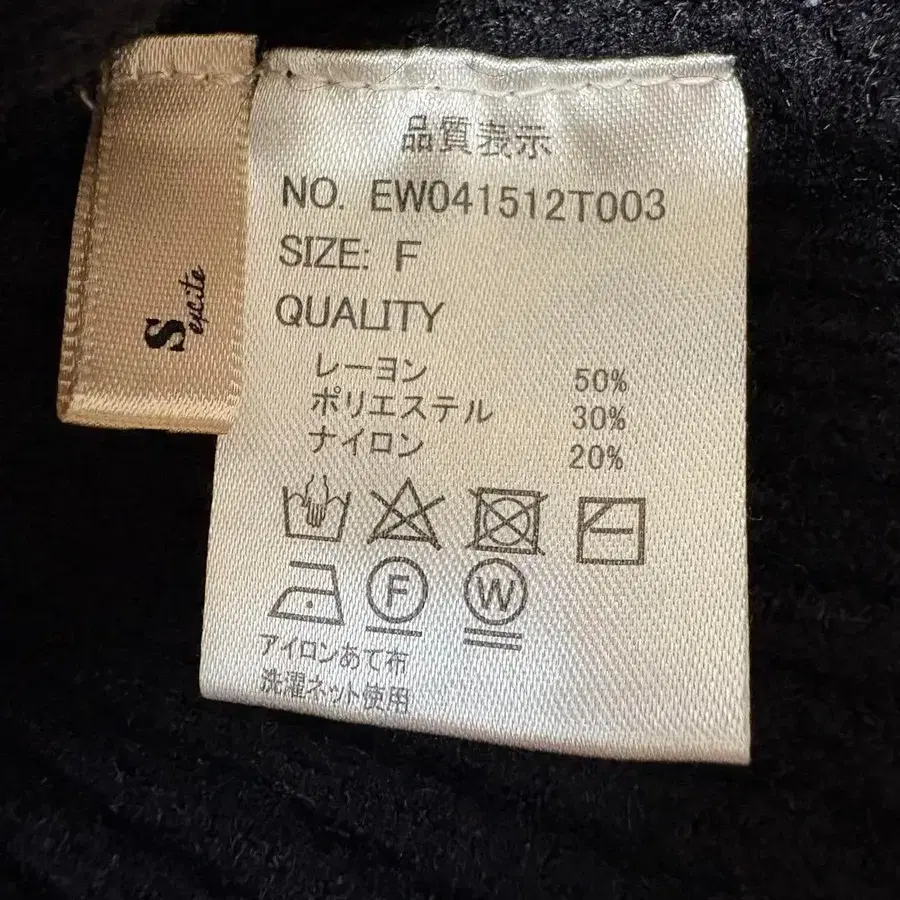 S excite
品質表示
NO. EW041512T003
SIZE: F
QUALITY
レーヨン 50%
ポリエステル 30%
ナイロン 20%
F W
アイロンあて布
洗濯ネット使用